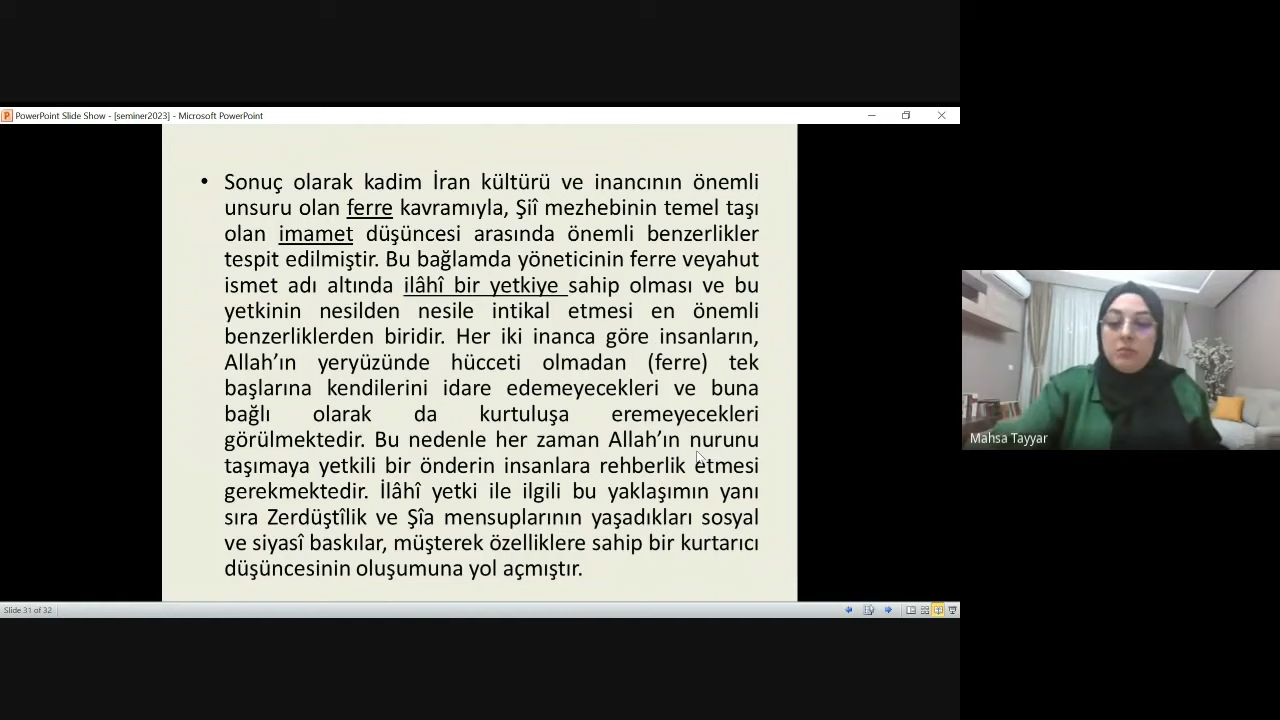 PowerPoint Slide Show - [seminer2023] - Microsoft PowerPoint
• Sonuç olarak kadim İran kültürü ve inancının önemli
unsuru olan ferre kavramıyla, Şiî mezhebinin temel taşı
olan imamet düşüncesi arasında önemli benzerlikler
tespit edilmiştir. Bu bağlamda yöneticinin ferre veyahut
ismet adı altında ilâhî bir yetkiye sahip olması ve bu
yetkinin nesilden nesile intikal etmesi en önemli
benzerliklerden biridir. Her iki inanca göre insanların,
Allah’ın yeryüzünde hücceti olmadan (ferre) tek
başlarına kendilerini idare edemeyecekleri ve buna
bağlı olarak da kurtuluşa eremeyecekleri
görülmektedir. Bu nedenle her zaman Allah’ın nurunu
taşımaya yetkili bir önderin insanlara rehberlik etmesi
gerekmektedir. İlâhî yetki ile ilgili bu yaklaşımın yanı
sıra Zerdüştîlik ve Şîa mensuplarının yaşadıkları sosyal
ve siyasî baskılar, müşterek özelliklere sahip bir kurtarıcı
düşüncesinin oluşumuna yol açmıştır.
Slide 31 of 32
Mahsa Tayyar